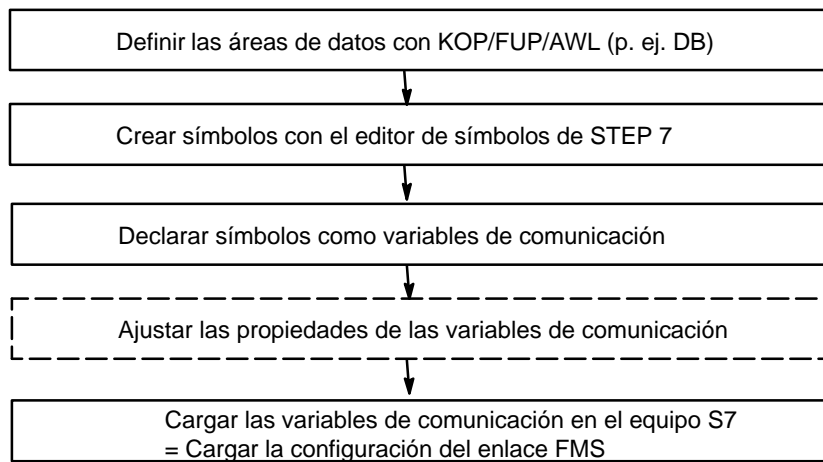 Definir las áreas de datos con KOP/FUP/AWL (p. ej. DB)
Crear símbolos con el editor de símbolos de STEP 7
Declarar símbolos como variables de comunicación
Ajustar las propiedades de las variables de comunicación
Cargar las variables de comunicación en el equipo S7
= Cargar la configuración del enlace FMS